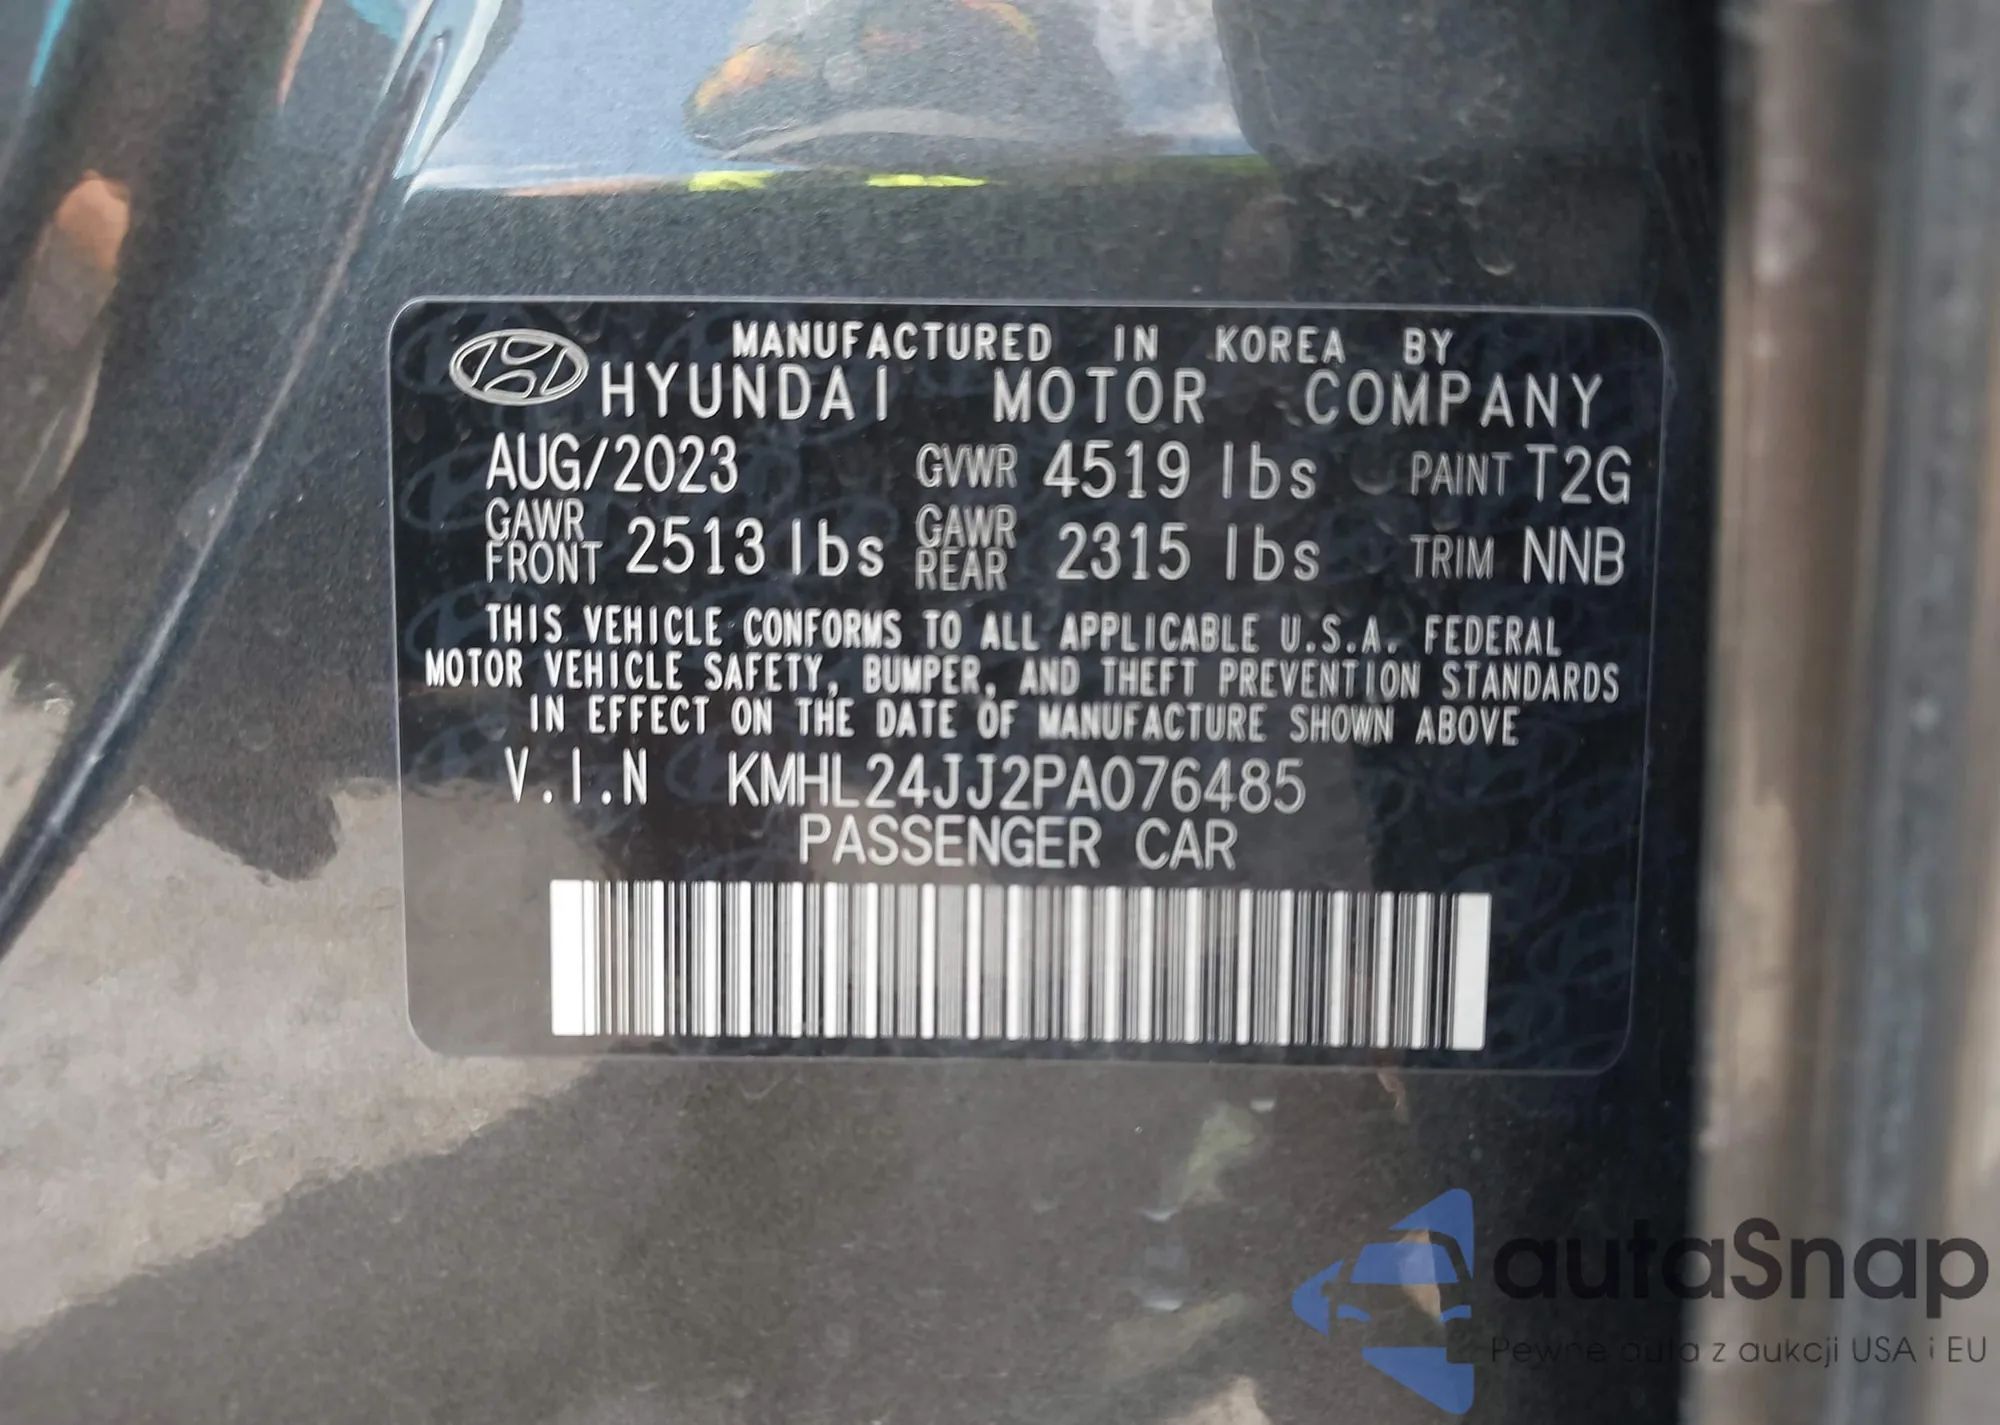 MANUFACTURED IN KOREA BY
HYUNDAI MOTOR COMPANY
AUG/2023 GVWR 4519 lbs PAINT T2G
GAWR FRONT 2513 lbs GAWR REAR 2315 lbs TRIM NNB
THIS VEHICLE CONFORMS TO ALL APPLICABLE U.S.A. FEDERAL
MOTOR VEHICLE SAFETY, BUMPER, AND THEFT PREVENTION STANDARDS
IN EFFECT ON THE DATE OF MANUFACTURE SHOWN ABOVE
V.I.N KMHL24JJ2PA076485
PASSENGER CAR
autaSnap
Pewne auta z aukcji USA i EU